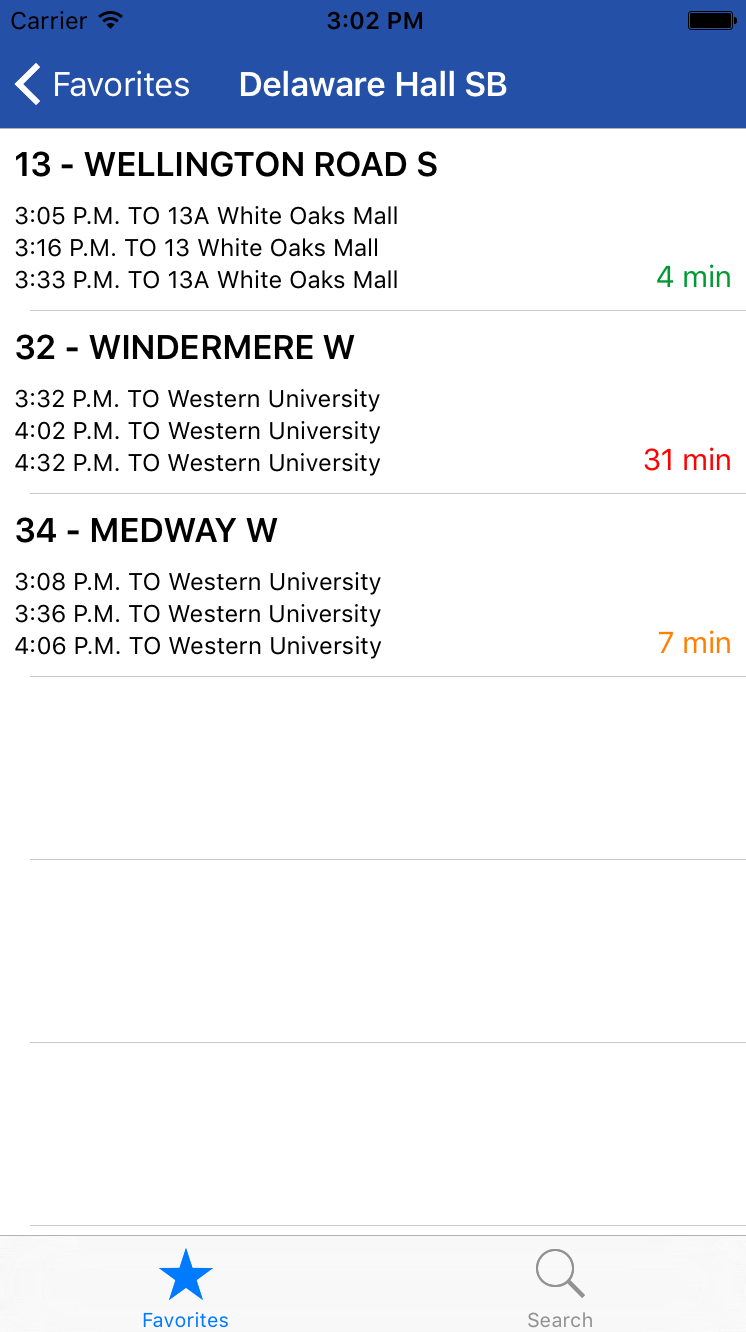 Carrier 3:02 PM
Favorites Delaware Hall SB
13 - WELLINGTON ROAD S
3:05 P.M. TO 13A White Oaks Mall
3:16 P.M. TO 13 White Oaks Mall
3:33 P.M. TO 13A White Oaks Mall 4 min
32 - WINDERMERE W
3:32 P.M. TO Western University
4:02 P.M. TO Western University
4:32 P.M. TO Western University 31 min
34 - MEDWAY W
3:08 P.M. TO Western University
3:36 P.M. TO Western University
4:06 P.M. TO Western University 7 min
Favorites Search